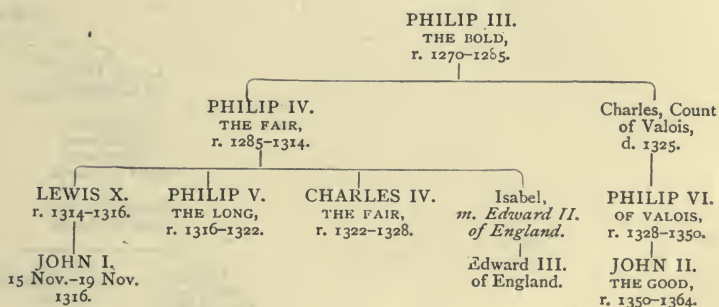 PHILIP III.
THE BOLD,
r. 1270-1285.
PHILIP IV.
THE FAIR,
r. 1285-1314.
Charles, Count
of Valois,
d. 1325.
LEWIS X.
r. 1314-1316.
PHILIP V.
THE LONG,
r. 1316-1322.
CHARLES IV.
THE FAIR,
r. 1322-1328.
Isabel,
m. Edward II.
of England.
PHILIP VI.
OF VALOIS,
r. 1328-1350.
JOHN I.
15 Nov.-19 Nov.
1316.
Edward III.
of England.
JOHN II.
THE GOOD,
r. 1350-1364.